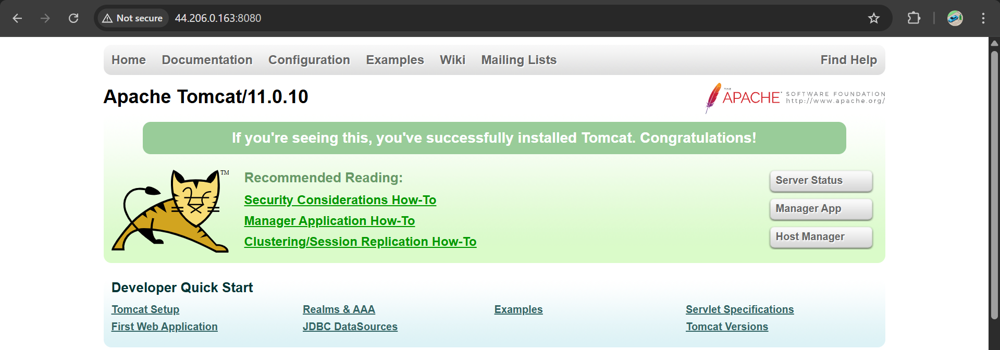 Not secure 44.206.0.163:8080
Home Documentation Configuration Examples Wiki Mailing Lists Find Help
Apache Tomcat/11.0.10
THE APACHE SOFTWARE FOUNDATION
http://www.apache.org/
If you're seeing this, you've successfully installed Tomcat. Congratulations!
TM
Recommended Reading:
Security Considerations How-To
Manager Application How-To
Clustering/Session Replication How-To
Server Status
Manager App
Host Manager
Developer Quick Start
Tomcat Setup Realms & AAA Examples Servlet Specifications
First Web Application JDBC DataSources Tomcat Versions